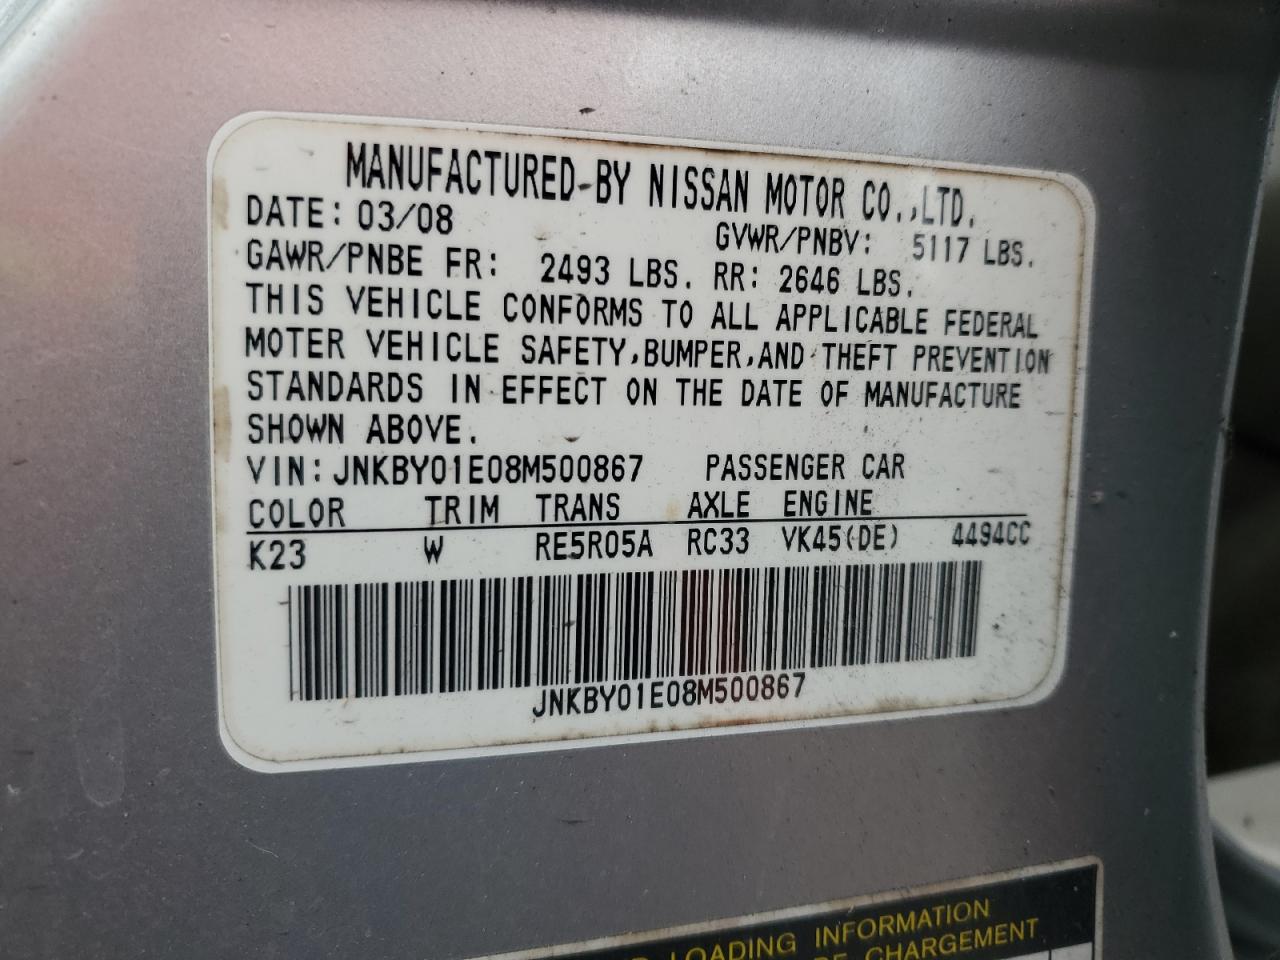 MANUFACTURED BY NISSAN MOTOR CO.,LTD.
DATE: 03/08 GVWR/PNBV: 5117 LBS.
GAWR/PNBE FR: 2493 LBS. RR: 2646 LBS.
THIS VEHICLE CONFORMS TO ALL APPLICABLE FEDERAL
MOTER VEHICLE SAFETY,BUMPER,AND THEFT PREVENTION
STANDARDS IN EFFECT ON THE DATE OF MANUFACTURE
SHOWN ABOVE.
VIN:JNKBY01E08M500867 PASSENGER CAR
COLOR TRIM TRANS AXLE ENGINE
K23 W RE5R05A RC33 VK45(DE) 4494CC
JNKBY01E08M500867
LOADING INFORMATION
CHARGEMENT